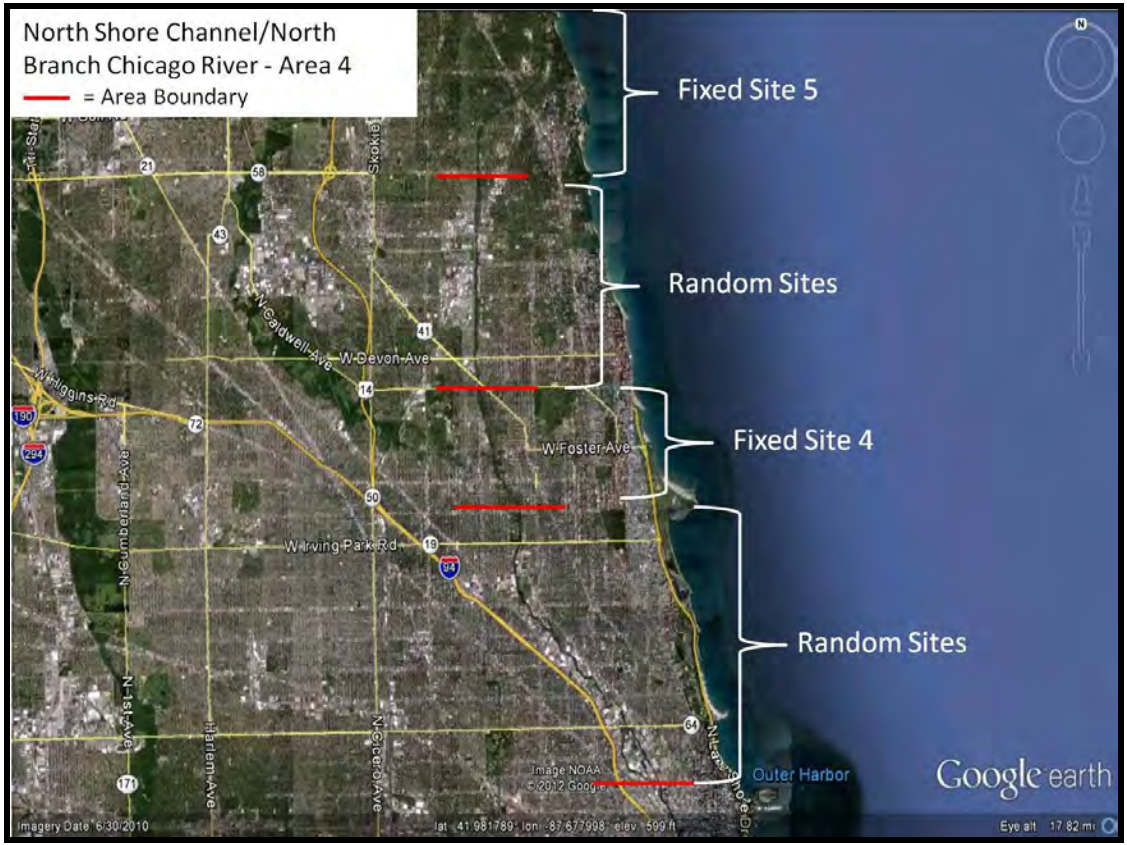 North Shore Channel/North
Branch Chicago River - Area 4
= Area Boundary
N
Fixed Site 5
Skokie
21
58
43
Random Sites
N Caldwell Ave
41
W Devon Ave
W Higgins Rd
14
190
72
294
W Foster Ave
Fixed Site 4
N Cumberland Ave
50
W Irving Park Rd
19
94
Random Sites
N 1st Ave
Harlem Ave
N Cicero Ave
64
171
Image NOAA
© 2012 Google
Outer Harbor
Google earth
Imagery Date 6/30/2010
lat 41.981789° lon -87.677998° elev 599 ft
Eye alt 17.82 mi